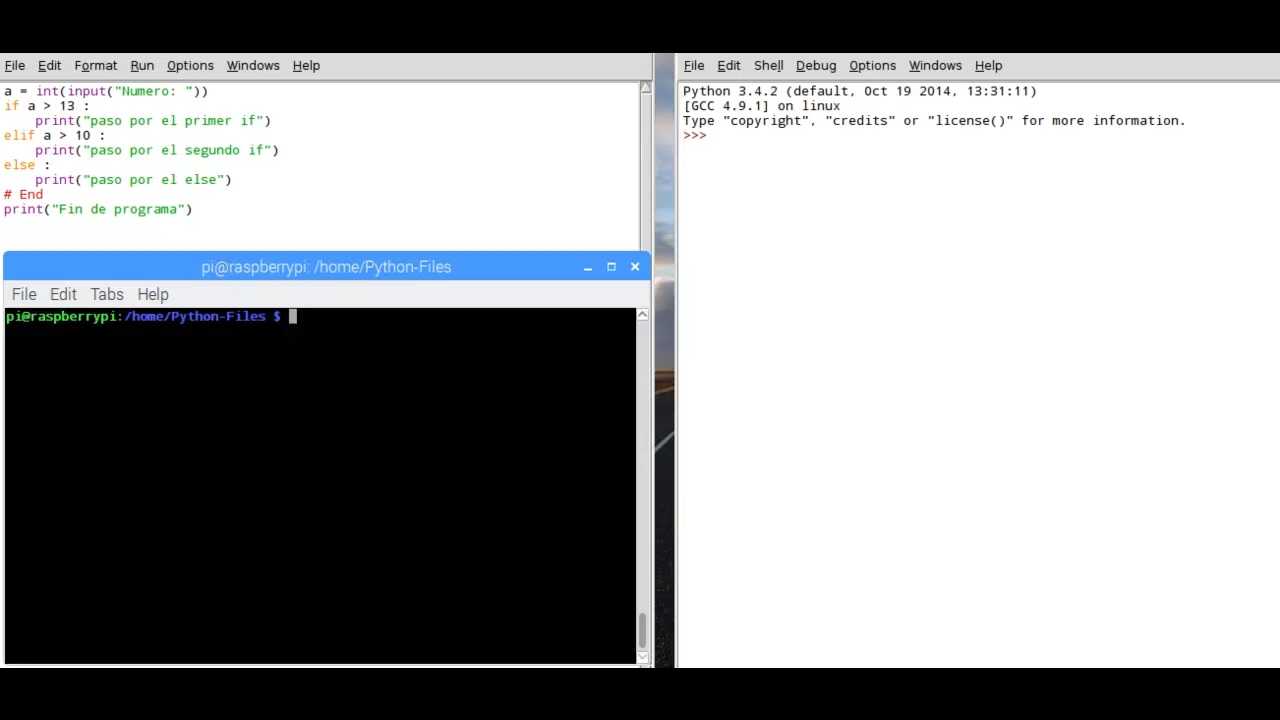 File Edit Format Run Options Windows Help
a = int(input("Numero: "))
if a > 13 :
    print("paso por el primer if")
elif a > 10 :
    print("paso por el segundo if")
else :
    print("paso por el else")
# End
print("Fin de programa")
pi@raspberrypi: /home/Python-Files
File Edit Tabs Help
pi@raspberrypi:/home/Python-Files $
File Edit Shell Debug Options Windows Help
Python 3.4.2 (default, Oct 19 2014, 13:31:11)
[GCC 4.9.1] on linux
Type "copyright", "credits" or "license()" for more information.
>>>